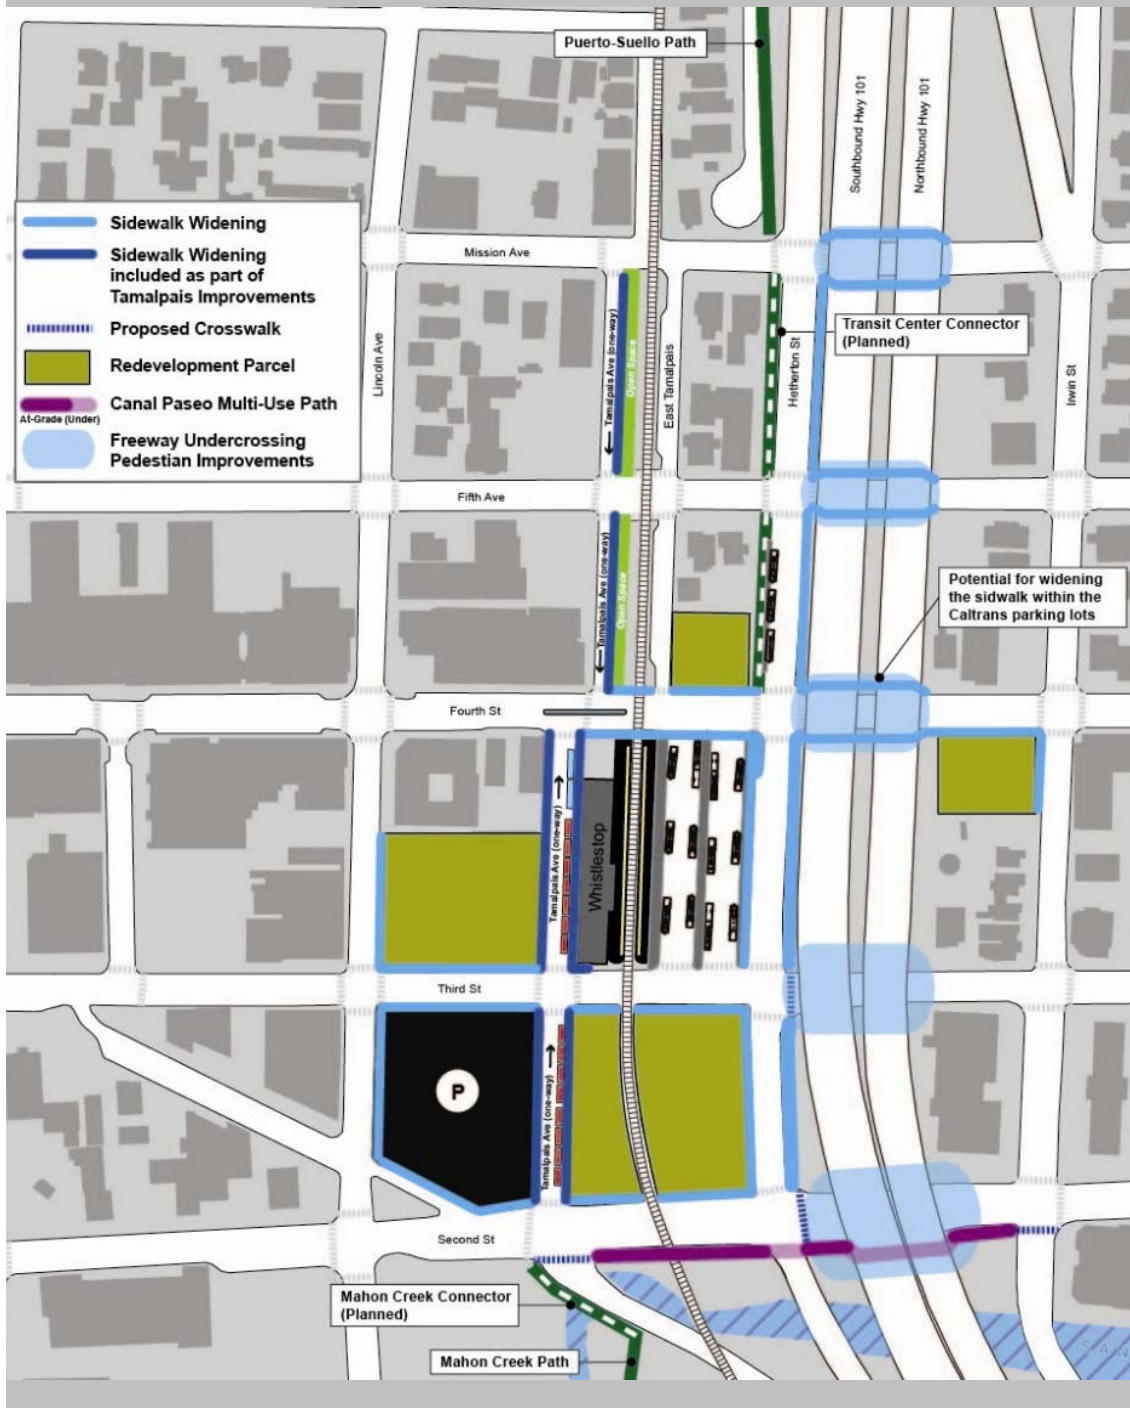 Puerto-Suello Path
Southbound Hwy 101
Northbound Hwy 101
Sidewalk Widening
Sidewalk Widening
included as part of
Tamalpais Improvements
Proposed Crosswalk
Redevelopment Parcel
Canal Paseo Multi-Use Path
At-Grade (Under)
Freeway Undercrossing
Pedestian Improvements
Mission Ave
Lincoln Ave
Tamalpais Ave (one-way)
Open Space
East Tamalpais
Transit Center Connector
(Planned)
Hetherton St
Irwin St
Fifth Ave
Tamalpais Ave (one-way)
Open Space
Potential for widening
the sidwalk within the
Caltrans parking lots
Fourth St
Tamalpais Ave (one-way)
Whistlestop
Third St
P
Tamalpais Ave (one-way)
Second St
Mahon Creek Connector
(Planned)
Mahon Creek Path
SAN